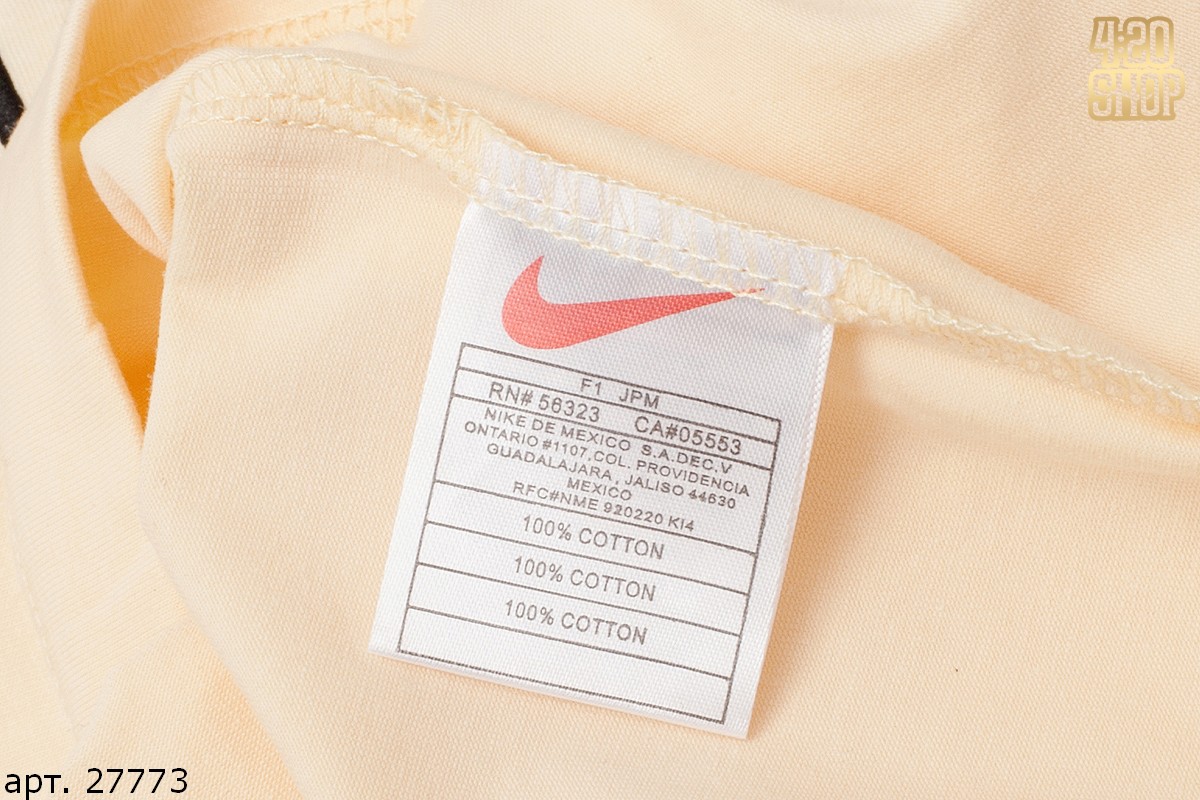 4:20
SHOP
F1 JPM
RN# 56323 CA#05553
NIKE DE MEXICO S.A.DEC.V
ONTARIO #1107,COL. PROVIDENCIA
GUADALAJARA , JALISO 44630
MEXICO
RFC#NME 920220 KI4
100% COTTON
100% COTTON
100% COTTON
арт. 27773